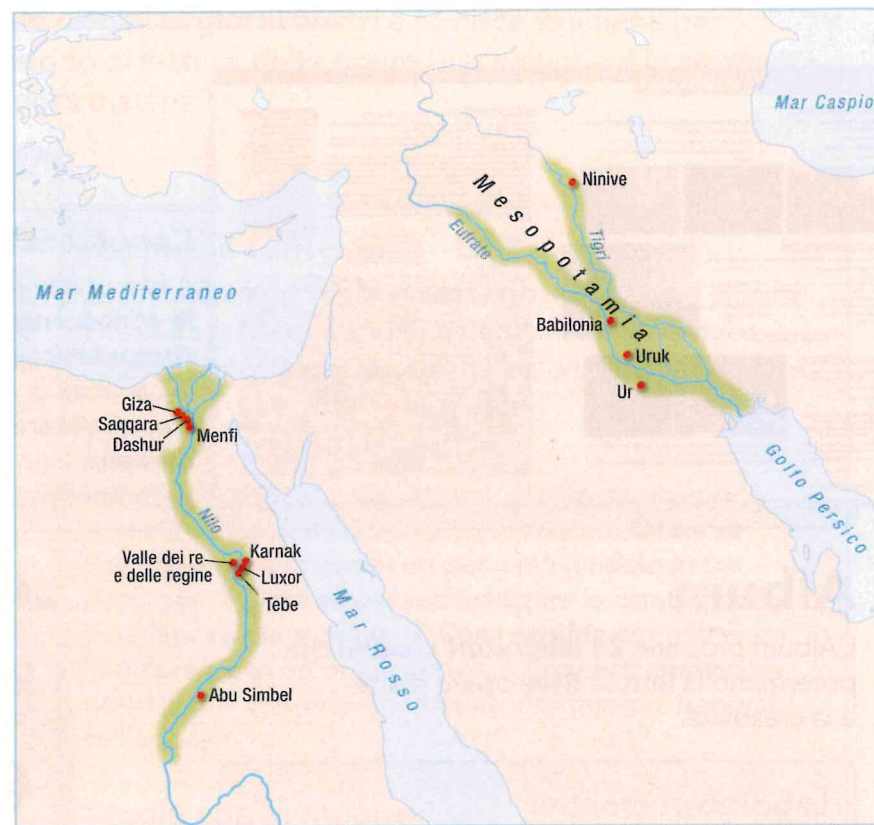 Mar Caspio
Ninive
Mesopotamia
Eufrate
Tigri
Mar Mediterraneo
Babilonia
Uruk
Ur
Giza
Saqqara
Dashur
Menfi
Golfo Persico
Nilo
Valle dei re
e delle regine
Karnak
Luxor
Tebe
Mar Rosso
Abu Simbel